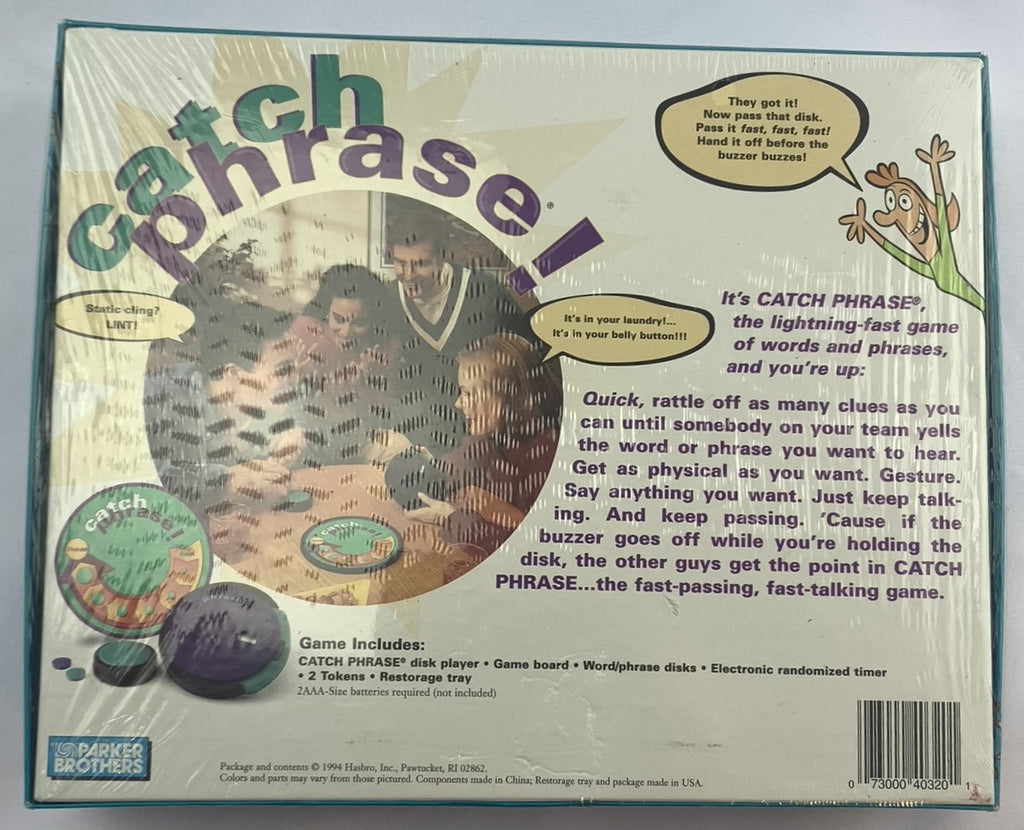 catch
phrase!®
They got it!
Now pass that disk.
Pass it fast, fast, fast!
Hand it off before the
buzzer buzzes!
Static cling?
LINT!
It's in your laundry!...
It's in your belly button!!!
It's CATCH PHRASE®,
the lightning-fast game
of words and phrases,
and you're up:
Quick, rattle off as many clues as you
can until somebody on your team yells
the word or phrase you want to hear.
Get as physical as you want. Gesture.
Say anything you want. Just keep talk-
ing. And keep passing. 'Cause if the
buzzer goes off while you're holding the
disk, the other guys get the point in CATCH
PHRASE...the fast-passing, fast-talking game.
catch
phrase!
Game Includes:
CATCH PHRASE® disk player • Game board • Word/phrase disks • Electronic randomized timer
• 2 Tokens • Restorage tray
2AAA-Size batteries required (not included)
PARKER
BROTHERS
Package and contents © 1994 Hasbro, Inc., Pawtucket, RI 02862.
Colors and parts may vary from those pictured. Components made in China; Restorage tray and package made in USA.
0 73000 40320 1